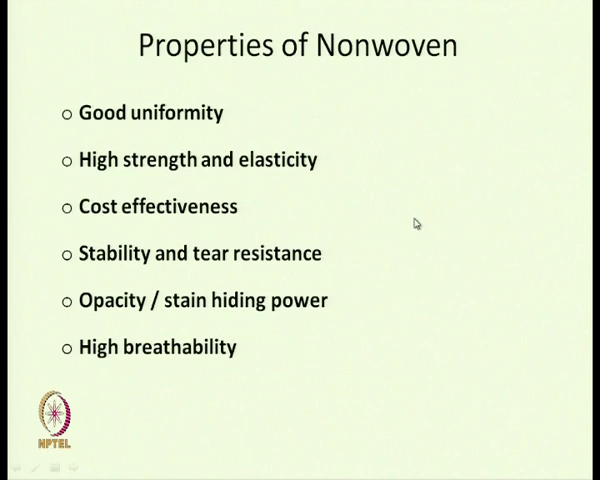 Properties of Nonwoven
Good uniformity
High strength and elasticity
Cost effectiveness
Stability and tear resistance
Opacity / stain hiding power
High breathability
NPTEL